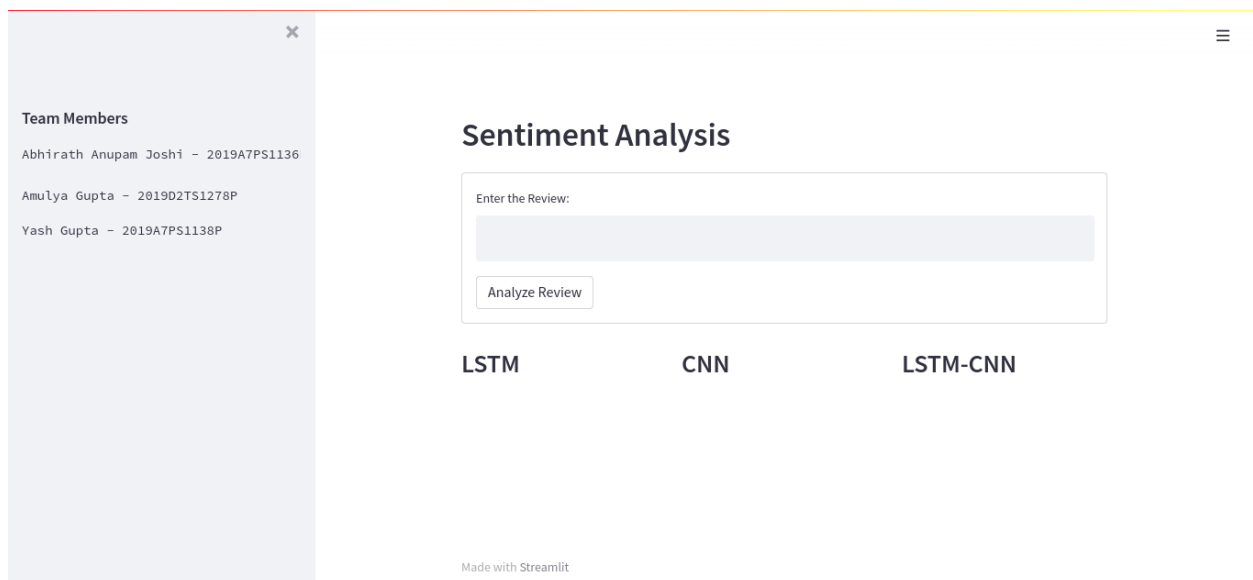 Team Members
Abhirath Anupam Joshi - 2019A7PS1136
Amulya Gupta - 2019D2TS1278P
Yash Gupta - 2019A7PS1138P
Sentiment Analysis
Enter the Review:
Analyze Review
LSTM CNN LSTM-CNN
Made with Streamlit